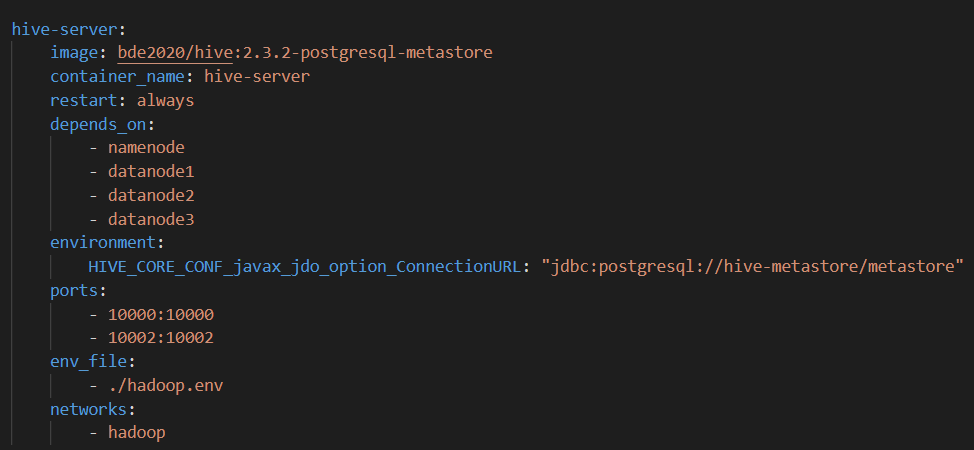 hive-server:
    image: bde2020/hive:2.3.2-postgresql-metastore
    container_name: hive-server
    restart: always
    depends_on:
        - namenode
        - datanode1
        - datanode2
        - datanode3
    environment:
        HIVE_CORE_CONF_javax_jdo_option_ConnectionURL: "jdbc:postgresql://hive-metastore/metastore"
    ports:
        - 10000:10000
        - 10002:10002
    env_file:
        - ./hadoop.env
    networks:
        - hadoop